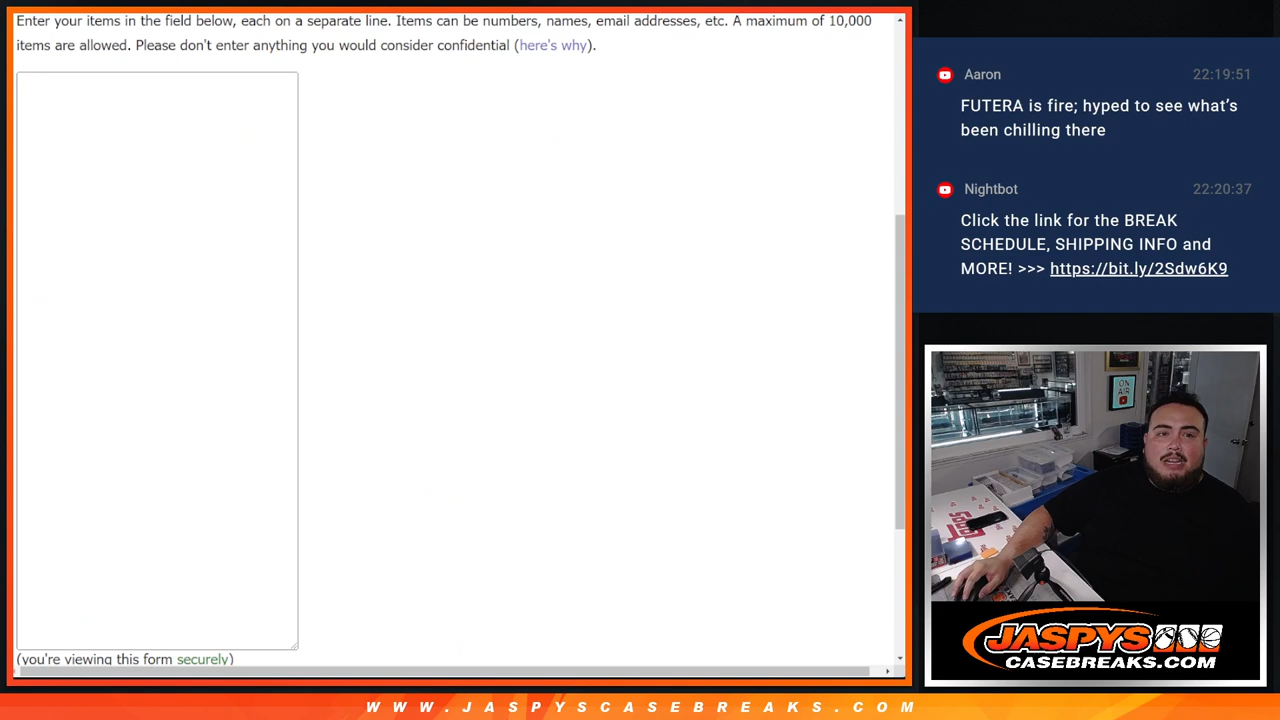 Enter your items in the field below, each on a separate line. Items can be numbers, names, email addresses, etc. A maximum of 10,000
items are allowed. Please don't enter anything you would consider confidential (here's why).
(you're viewing this form securely)
Aaron 22:19:51
FUTERA is fire; hyped to see what's
been chilling there
Nightbot 22:20:37
Click the link for the BREAK
SCHEDULE, SHIPPING INFO and
MORE! >>> https://bit.ly/2Sdw6K9
ON
AIR
JASPYS
CASEBREAKS.COM
WWW.JASPYSCASEBREAKS.COM